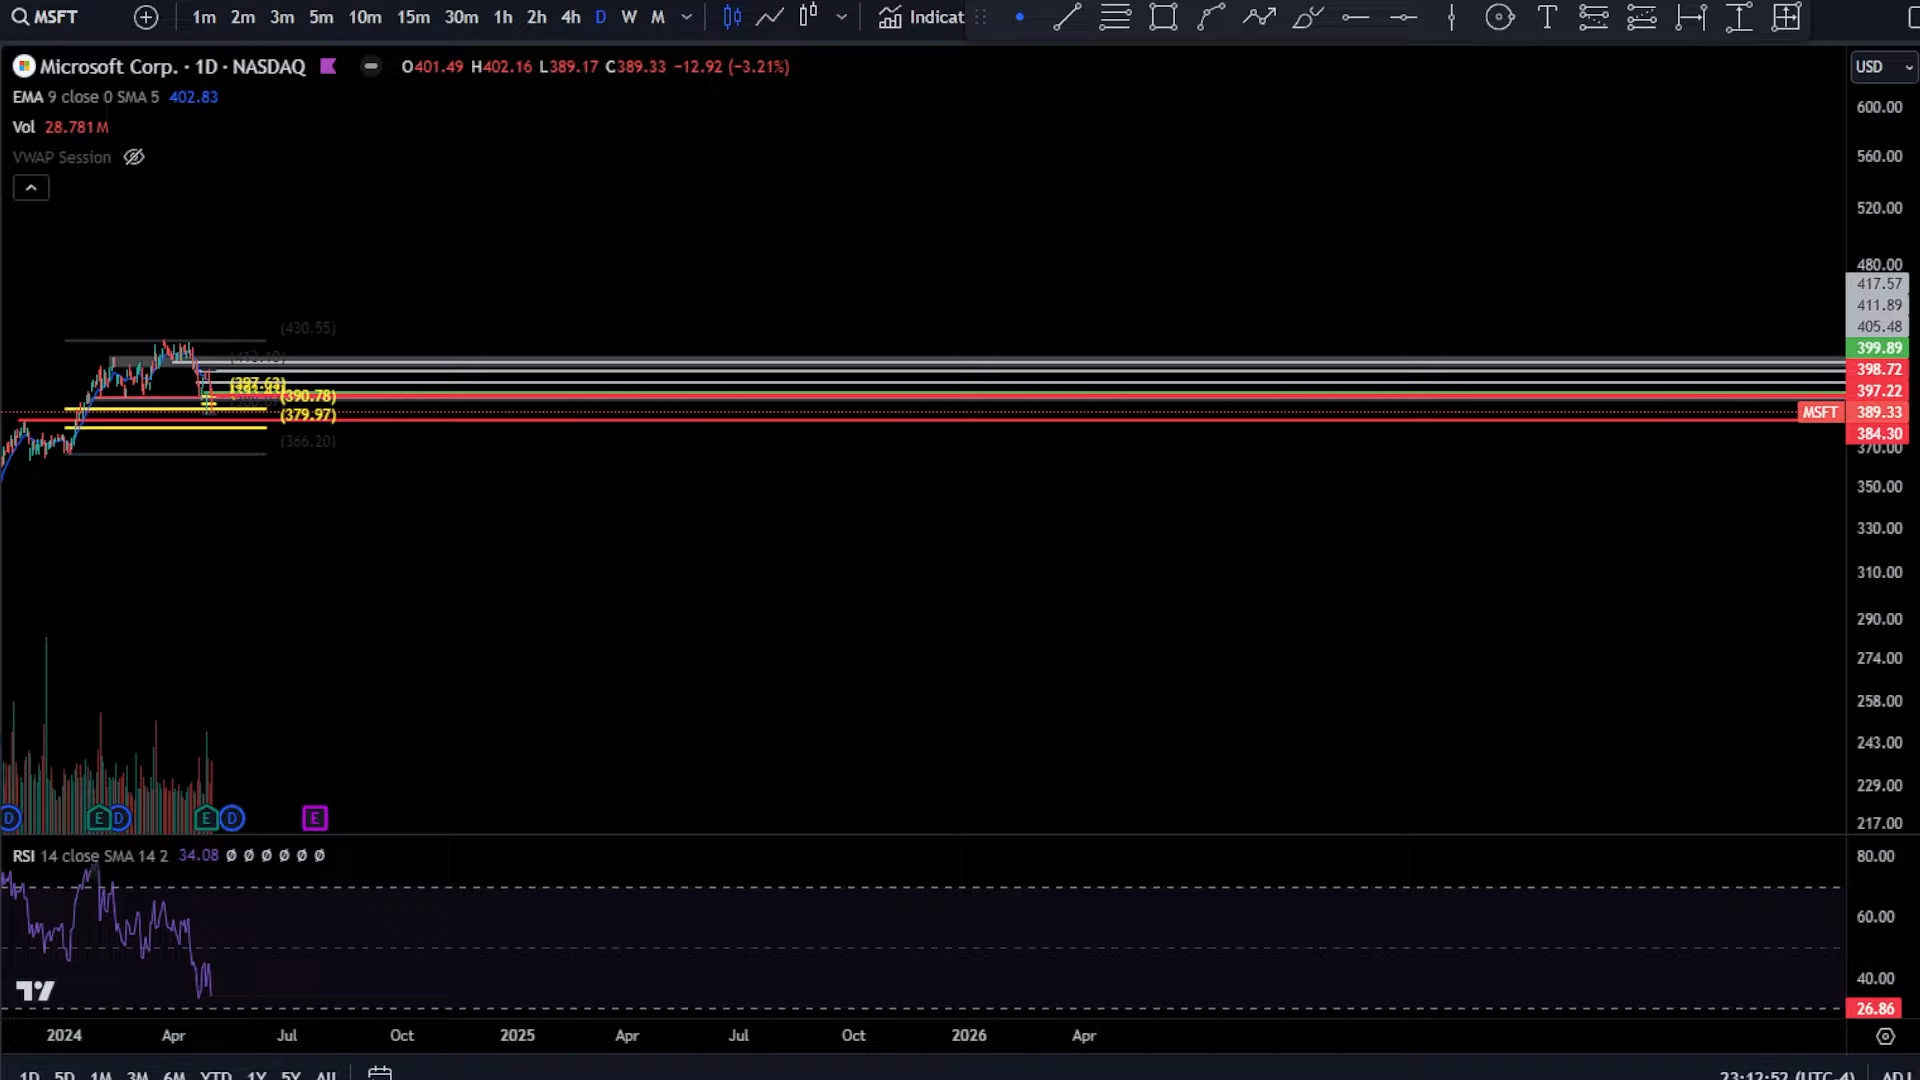 MSFT 1m 2m 3m 5m 10m 15m 30m 1h 2h 4h D W M Indicat
Microsoft Corp. · 1D · NASDAQ O401.49 H402.16 L389.17 C389.33 −12.92 (−3.21%)
USD
EMA 9 close 0 SMA 5 402.83
Vol 28.781M
VWAP Session
600.00
560.00
520.00
480.00
417.57
411.89
405.48
399.89
398.72
397.22
MSFT 389.33
384.30
370.00
350.00
330.00
310.00
290.00
274.00
258.00
243.00
229.00
217.00
(430.55)
(397.63)
(390.78)
(379.97)
(366.20)
D E D E D E
RSI 14 close SMA 14 2 34.08 Ø Ø Ø Ø Ø Ø
80.00
60.00
40.00
26.86
2024 Apr Jul Oct 2025 Apr Jul Oct 2026 Apr
1D 5D 1M 3M 6M YTD 1Y 5Y All 23:12:52 (UTC-4) ADJ